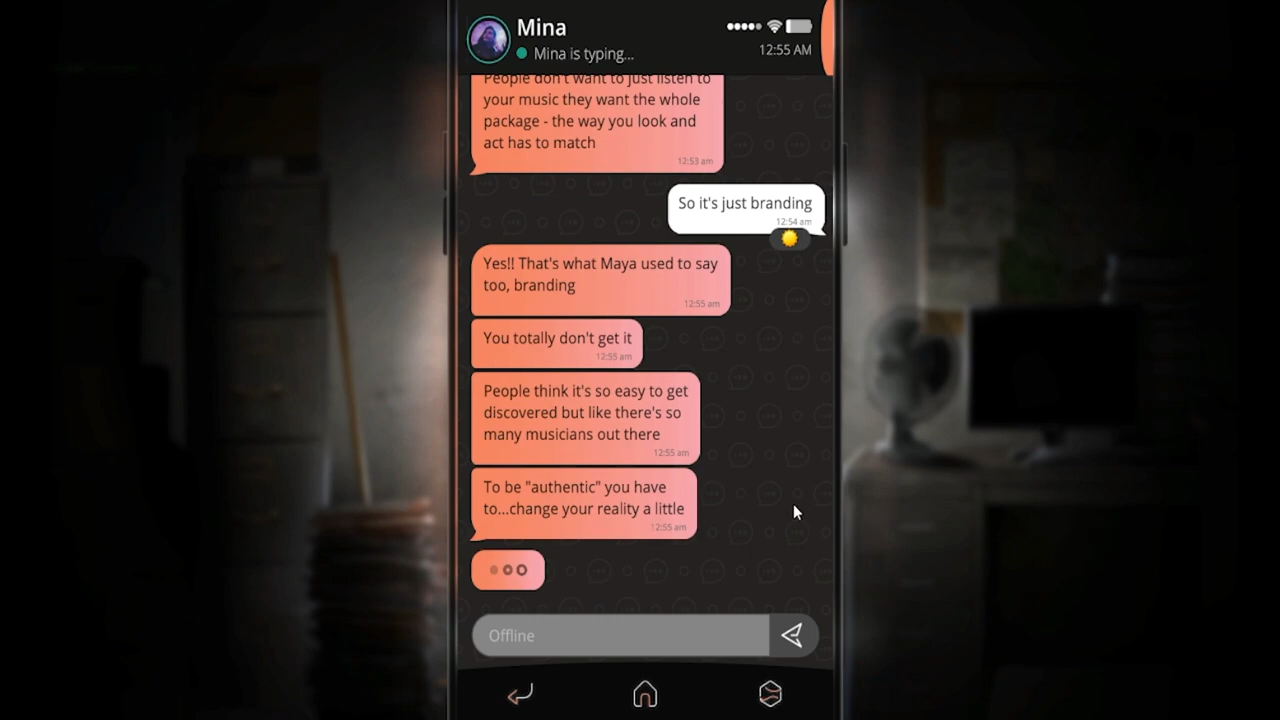 Mina
Mina is typing...
12:55 AM
People don't want to just listen to
your music they want the whole
package - the way you look and
act has to match
12:53 am
So it's just branding
12:54 am
Yes!! That's what Maya used to say
too, branding
12:55 am
You totally don't get it
12:55 am
People think it's so easy to get
discovered but like there's so
many musicians out there
12:55 am
To be "authentic" you have
to...change your reality a little
12:55 am
Offline